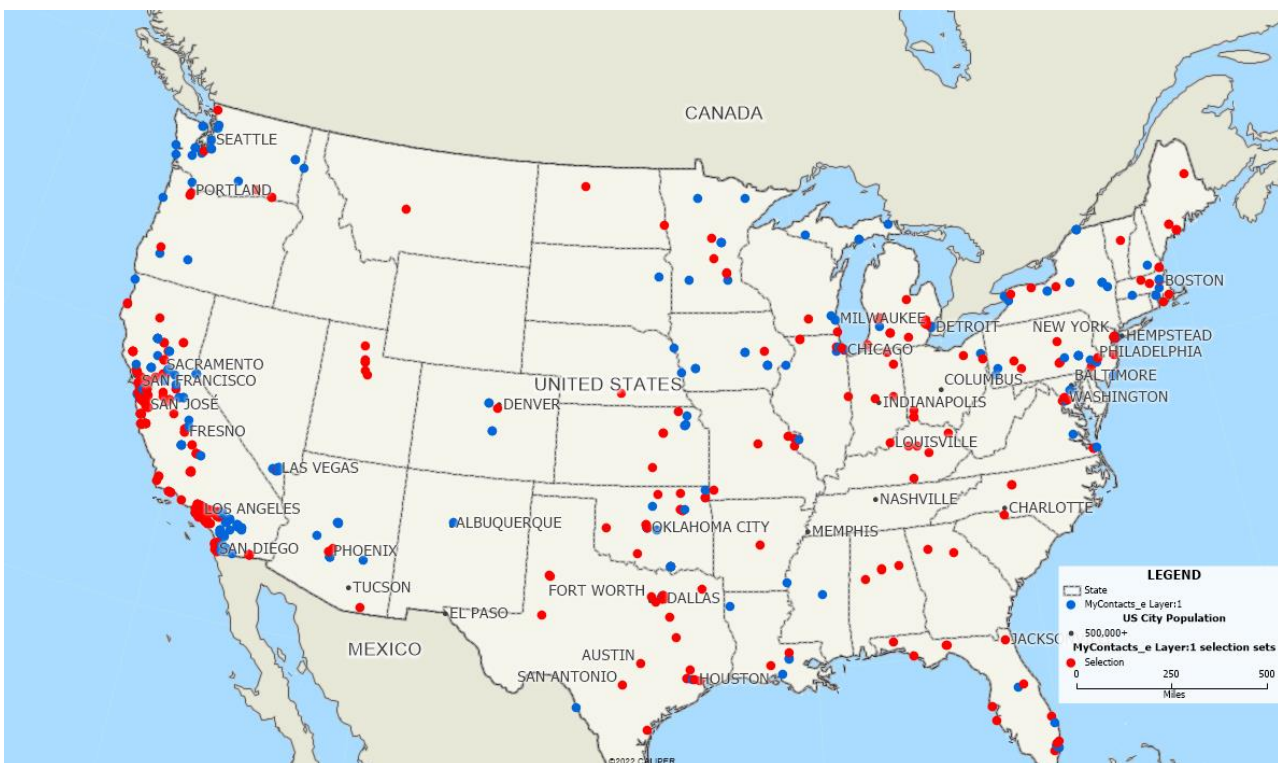 CANADA
SEATTLE
PORTLAND
MILWAUKEE
DETROIT
BOSTON
NEW YORK
HEMPSTEAD
CHICAGO
PHILADELPHIA
SACRAMENTO
SAN FRANCISCO
UNITED STATES
COLUMBUS
BALTIMORE
SAN JOSÉ
DENVER
INDIANAPOLIS
WASHINGTON
FRESNO
LOUISVILLE
LAS VEGAS
NASHVILLE
LOS ANGELES
CHARLOTTE
ALBUQUERQUE
OKLAHOMA CITY
MEMPHIS
SAN DIEGO
PHOENIX
TUCSON
FORT WORTH
DALLAS
EL PASO
MEXICO
AUSTIN
JACKSO
SAN ANTONIO
HOUSTON
LEGEND
State
MyContacts_e Layer:1
US City Population
500,000+
MyContacts_e Layer:1 selection sets
Selection
0 250 500
Miles
©2022 CALIPER